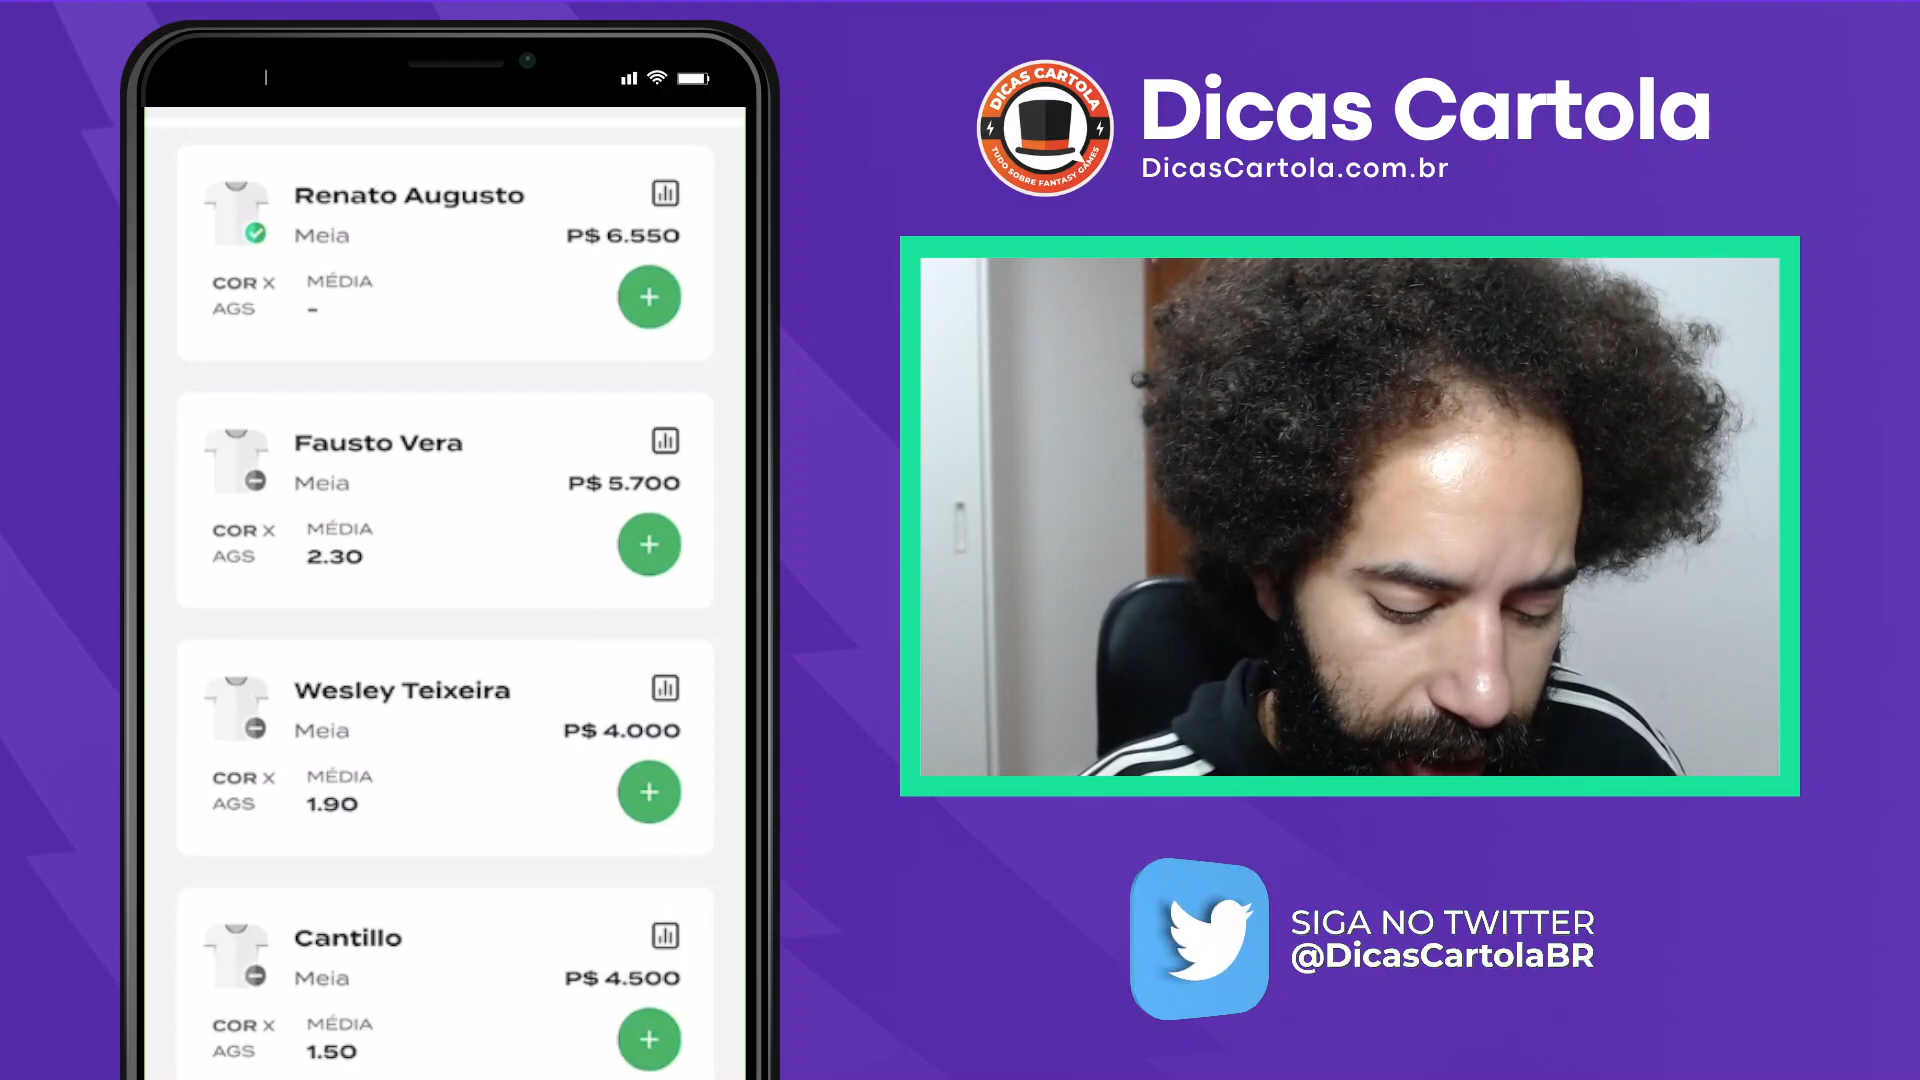 Renato Augusto
Meia
P$ 6.550
COR X
AGS
MÉDIA
-
Fausto Vera
Meia
P$ 5.700
COR X
AGS
MÉDIA
2.30
Wesley Teixeira
Meia
P$ 4.000
COR X
AGS
MÉDIA
1.90
Cantillo
Meia
P$ 4.500
COR X
AGS
MÉDIA
1.50
DICAS CARTOLA
TUDO SOBRE FANTASY GAMES
Dicas Cartola
DicasCartola.com.br
SIGA NO TWITTER
@DicasCartolaBR